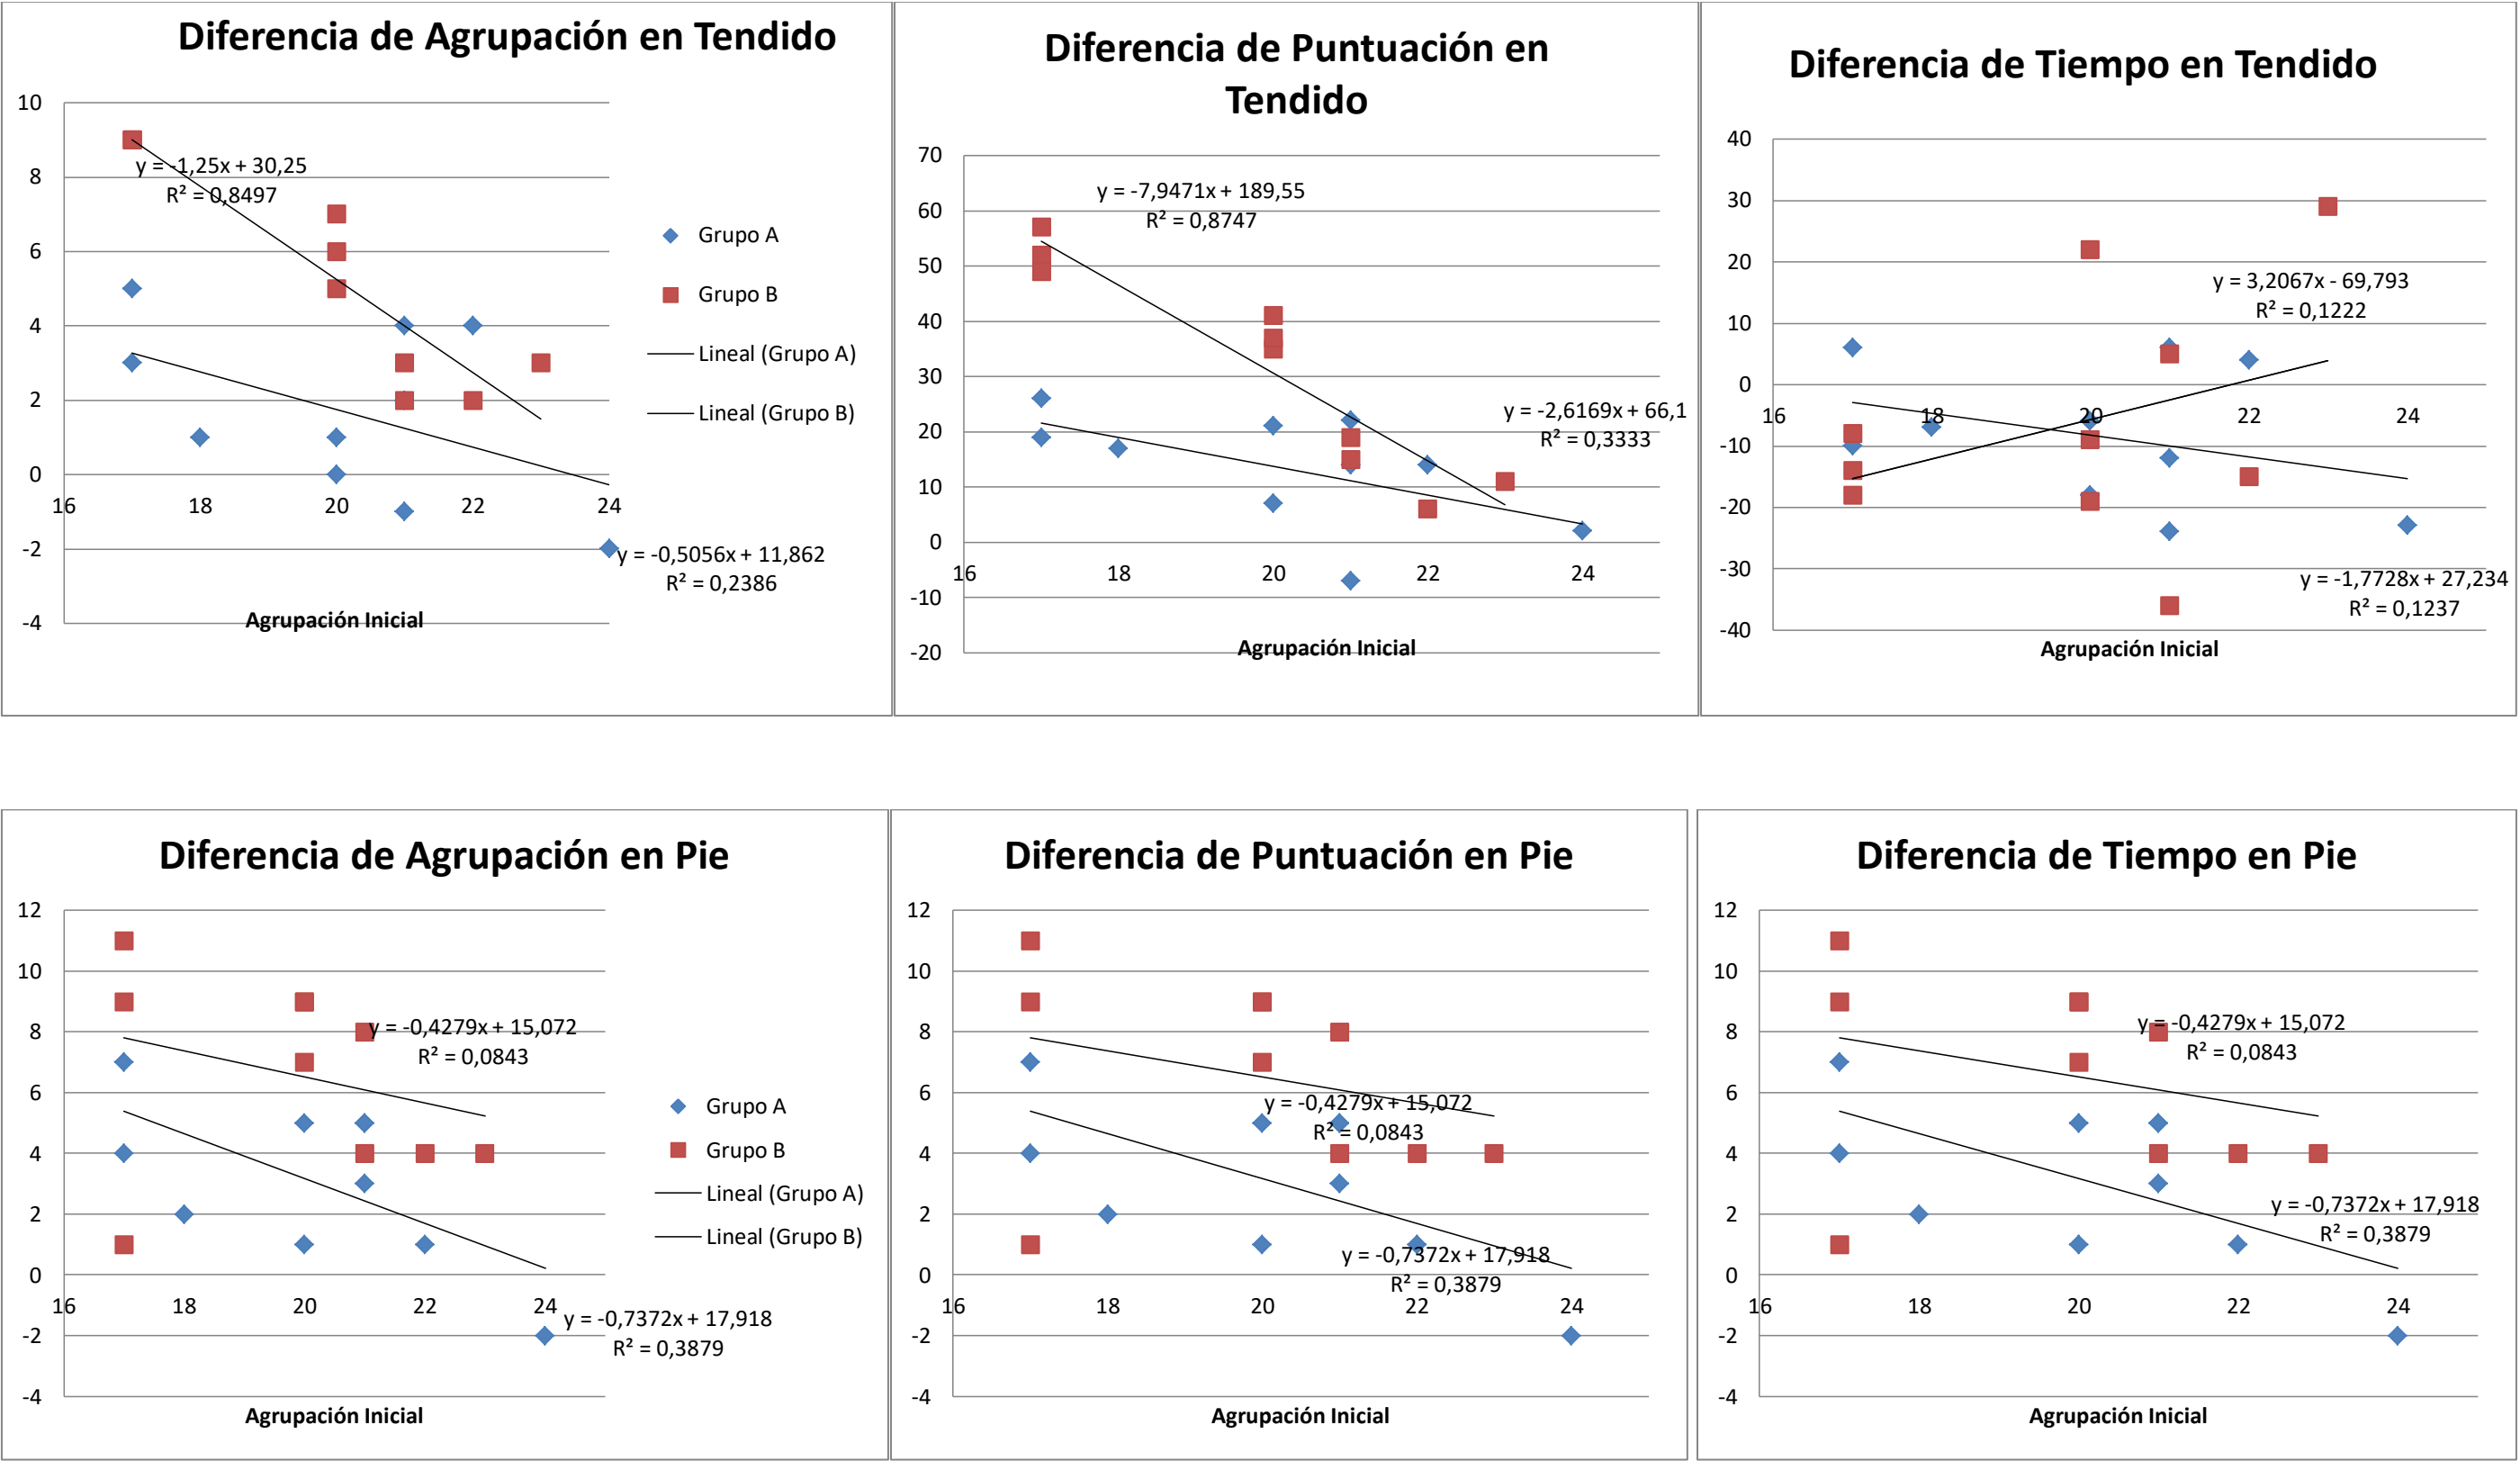 Diferencia de Agrupación en Tendido
10
8
6
4
2
0
-2
-4
16
18
20
22
24
y = -1,25x + 30,25
R² = 0,8497
y = -0,5056x + 11,862
R² = 0,2386
Agrupación Inicial
Grupo A
Grupo B
Lineal (Grupo A)
Lineal (Grupo B)
Diferencia de Puntuación en
Tendido
70
60
50
40
30
20
10
0
-10
-20
16
18
20
22
24
y = -7,9471x + 189,55
R² = 0,8747
y = -2,6169x + 66,1
R² = 0,3333
Agrupación Inicial
Diferencia de Tiempo en Tendido
40
30
20
10
0
-10
-20
-30
-40
16
18
20
22
24
y = 3,2067x - 69,793
R² = 0,1222
y = -1,7728x + 27,234
R² = 0,1237
Agrupación Inicial
Diferencia de Agrupación en Pie
12
10
8
6
4
2
0
-2
-4
16
18
20
22
24
y = -0,4279x + 15,072
R² = 0,0843
y = -0,7372x + 17,918
R² = 0,3879
Agrupación Inicial
Grupo A
Grupo B
Lineal (Grupo A)
Lineal (Grupo B)
Diferencia de Puntuación en Pie
12
10
8
6
4
2
0
-2
-4
16
18
20
22
24
y = -0,4279x + 15,072
R² = 0,0843
y = -0,7372x + 17,918
R² = 0,3879
Agrupación Inicial
Diferencia de Tiempo en Pie
12
10
8
6
4
2
0
-2
-4
16
18
20
22
24
y = -0,4279x + 15,072
R² = 0,0843
y = -0,7372x + 17,918
R² = 0,3879
Agrupación Inicial